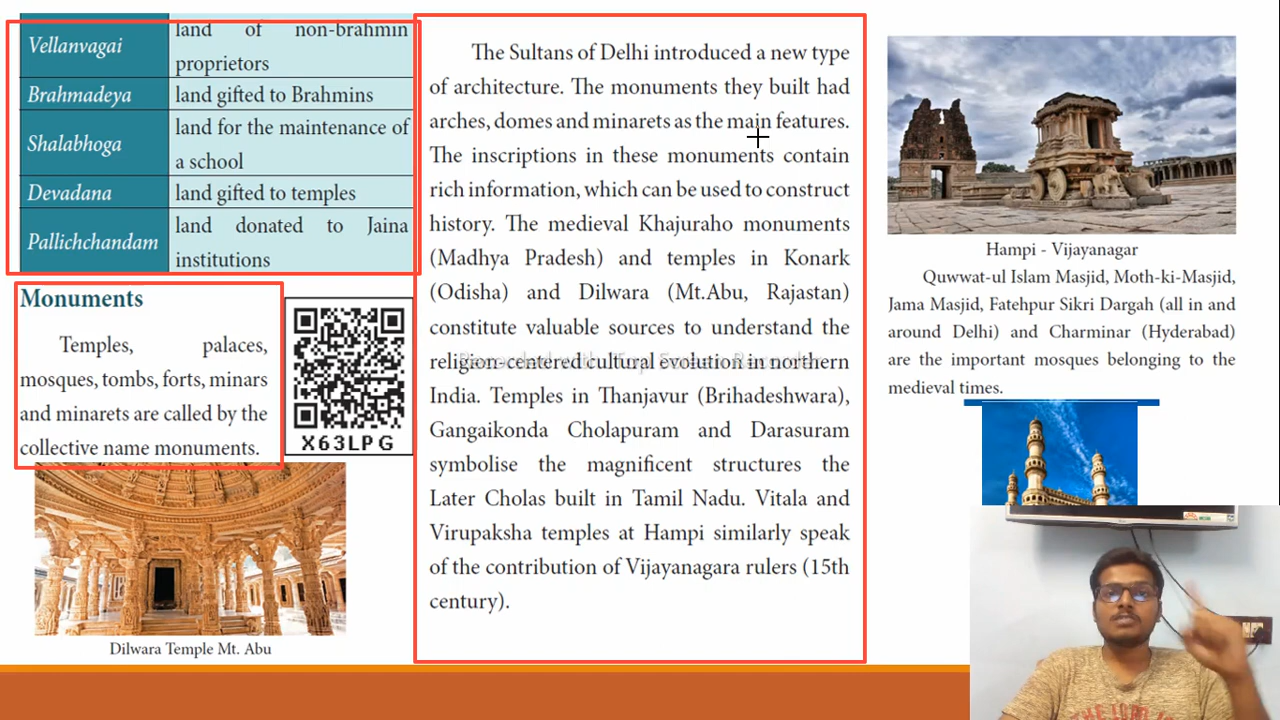 Vellanvagai land of non-brahmin
proprietors
Brahmadeya land gifted to Brahmins
Shalabhoga land for the maintenance of
a school
Devadana land gifted to temples
Pallichchandam land donated to Jaina
institutions
Monuments
Temples, palaces,
mosques, tombs, forts, minars
and minarets are called by the
collective name monuments.
X63LPG
Dilwara Temple Mt. Abu
The Sultans of Delhi introduced a new type
of architecture. The monuments they built had
arches, domes and minarets as the main features.
The inscriptions in these monuments contain
rich information, which can be used to construct
history. The medieval Khajuraho monuments
(Madhya Pradesh) and temples in Konark
(Odisha) and Dilwara (Mt.Abu, Rajastan)
constitute valuable sources to understand the
religion-centered cultural evolution in northern
India. Temples in Thanjavur (Brihadeshwara),
Gangaikonda Cholapuram and Darasuram
symbolise the magnificent structures the
Later Cholas built in Tamil Nadu. Vitala and
Virupaksha temples at Hampi similarly speak
of the contribution of Vijayanagara rulers (15th
century).
Hampi - Vijayanagar
Quwwat-ul Islam Masjid, Moth-ki-Masjid,
Jama Masjid, Fatehpur Sikri Dargah (all in and
around Delhi) and Charminar (Hyderabad)
are the important mosques belonging to the
medieval times.